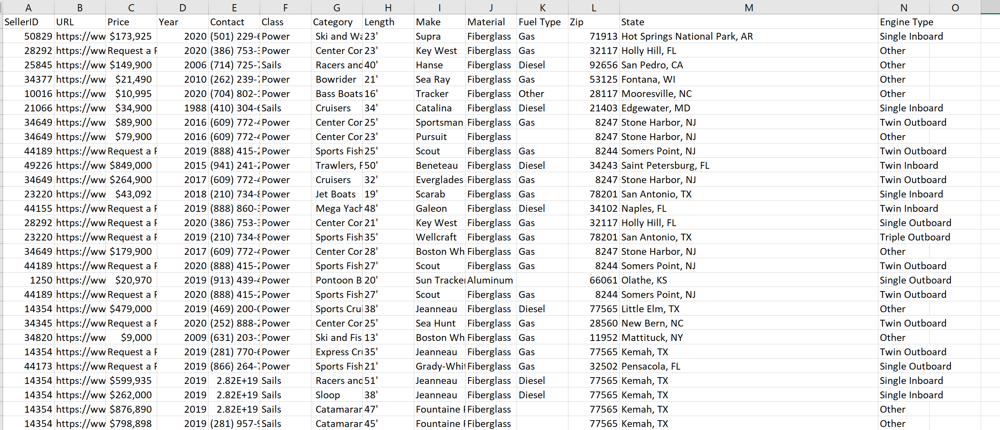 A B C D E F G H I J K L M N O
SellerID URL Price Year Contact Class Category Length Make Material Fuel Type Zip State Engine Type
50829 https://ww $173,925 2020 (501) 229-6 Power Ski and Wa 23' Supra Fiberglass Gas 71913 Hot Springs National Park, AR Single Inboard
28292 https://ww Request a P 2020 (386) 753-3 Power Center Con 23' Key West Fiberglass Gas 32117 Holly Hill, FL Other
25845 https://ww $149,900 2006 (714) 725-7 Sails Racers and 40' Hanse Fiberglass Diesel 92656 San Pedro, CA Other
34377 https://ww $21,490 2010 (262) 239-7 Power Bowrider 21' Sea Ray Fiberglass Gas 53125 Fontana, WI Other
10016 https://ww $10,995 2020 (704) 802-1 Power Bass Boats 16' Tracker Fiberglass Other 28117 Mooresville, NC Other
21066 https://ww $34,900 1988 (410) 304-6 Sails Cruisers 34' Catalina Fiberglass Diesel 21403 Edgewater, MD Single Inboard
34649 https://ww $89,900 2016 (609) 772-4 Power Center Con 25' Sportsman Fiberglass Gas 8247 Stone Harbor, NJ Twin Outboard
34649 https://ww $79,900 2016 (609) 772-4 Power Center Con 23' Pursuit Fiberglass 8247 Stone Harbor, NJ Other
44189 https://ww Request a P 2019 (888) 415-2 Power Sports Fish 25' Scout Fiberglass Gas 8244 Somers Point, NJ Twin Outboard
49226 https://ww $849,000 2015 (941) 241-2 Power Trawlers, F 50' Beneteau Fiberglass Diesel 34243 Saint Petersburg, FL Twin Inboard
34649 https://ww $264,900 2017 (609) 772-4 Power Cruisers 32' Everglades Fiberglass Gas 8247 Stone Harbor, NJ Twin Outboard
23220 https://ww $43,092 2018 (210) 734-8 Power Jet Boats 19' Scarab Fiberglass Gas 78201 San Antonio, TX Single Inboard
44155 https://ww Request a P 2019 (888) 860-3 Power Mega Yach 48' Galeon Fiberglass Diesel 34102 Naples, FL Twin Inboard
28292 https://ww Request a P 2020 (386) 753-3 Power Center Con 21' Key West Fiberglass Gas 32117 Holly Hill, FL Single Outboard
23220 https://ww Request a P 2019 (210) 734-8 Power Sports Fish 35' Wellcraft Fiberglass Gas 78201 San Antonio, TX Triple Outboard
34649 https://ww $179,900 2017 (609) 772-4 Power Center Con 28' Boston Wh Fiberglass Gas 8247 Stone Harbor, NJ Other
44189 https://ww Request a P 2020 (888) 415-2 Power Sports Fish 27' Scout Fiberglass Gas 8244 Somers Point, NJ Twin Outboard
1250 https://ww $20,970 2019 (913) 439-4 Power Pontoon B 20' Sun Tracker Aluminum 66061 Olathe, KS Single Outboard
44189 https://ww Request a P 2020 (888) 415-2 Power Sports Fish 27' Scout Fiberglass Gas 8244 Somers Point, NJ Twin Outboard
14354 https://ww $479,000 2019 (469) 200-0 Power Sports Crui 38' Jeanneau Fiberglass Diesel 77565 Little Elm, TX Other
34345 https://ww Request a P 2020 (252) 888-2 Power Center Con 25' Sea Hunt Fiberglass Gas 28560 New Bern, NC Twin Outboard
34820 https://ww $9,000 2009 (631) 203-1 Power Ski and Fis 13' Boston Wh Fiberglass Gas 11952 Mattituck, NY Other
14354 https://ww Request a P 2019 (281) 770-6 Power Express Cru 35' Jeanneau Fiberglass Gas 77565 Kemah, TX Twin Outboard
44173 https://ww Request a P 2019 (866) 264-7 Power Sports Fish 21' Grady-Whit Fiberglass Gas 32502 Pensacola, FL Single Outboard
14354 https://ww $599,935 2019 2.82E+19 Sails Racers and 51' Jeanneau Fiberglass Diesel 77565 Kemah, TX Single Inboard
14354 https://ww $262,000 2019 2.82E+19 Sails Sloop 38' Jeanneau Fiberglass Diesel 77565 Kemah, TX Single Inboard
14354 https://ww $876,890 2019 2.82E+19 Sails Catamaran 47' Fountaine P Fiberglass 77565 Kemah, TX Other
14354 https://ww $798,898 2019 (281) 957-9 Sails Catamaran 45' Fountaine P Fiberglass 77565 Kemah, TX Other